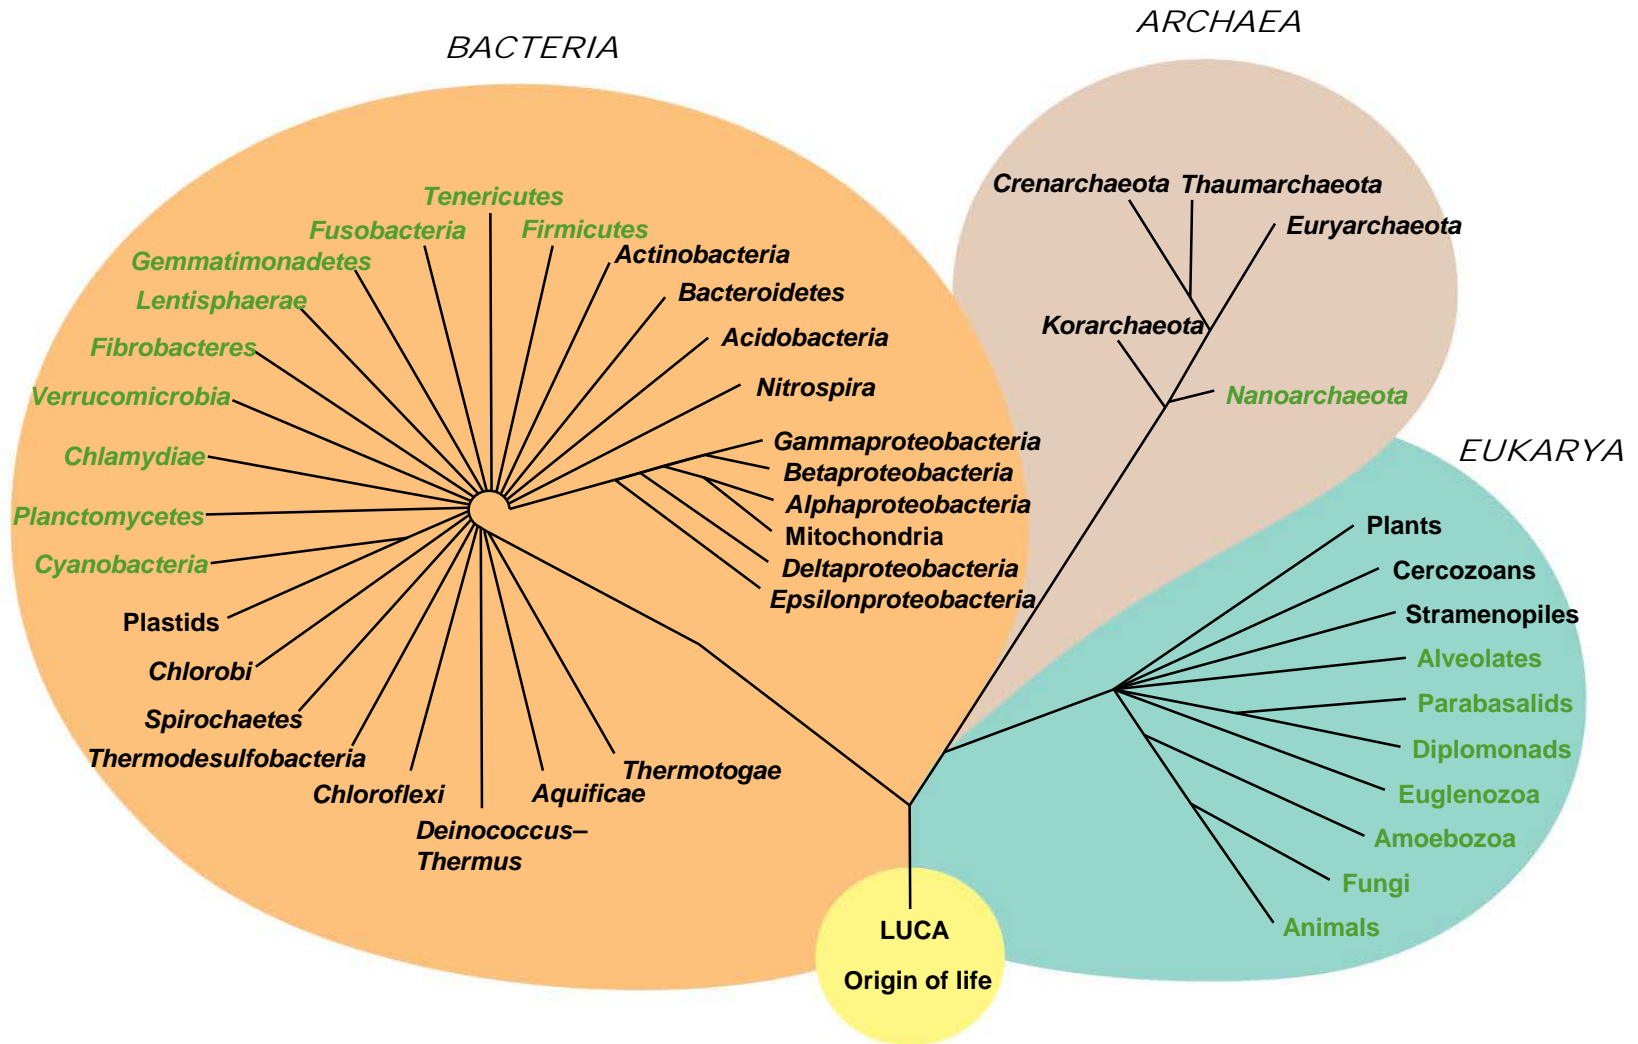 BACTERIA
ARCHAEA
EUKARYA
Tenericutes
Fusobacteria
Firmicutes
Gemmatimonadetes
Actinobacteria
Lentisphaerae
Bacteroidetes
Fibrobacteres
Acidobacteria
Verrucomicrobia
Nitrospira
Chlamydiae
Gammaproteobacteria
Betaproteobacteria
Planctomycetes
Alphaproteobacteria
Mitochondria
Cyanobacteria
Deltaproteobacteria
Epsilonproteobacteria
Plastids
Chlorobi
Spirochaetes
Thermodesulfobacteria
Chloroflexi
Deinococcus–
Thermus
Aquificae
Thermotogae
Crenarchaeota
Thaumarchaeota
Euryarchaeota
Korarchaeota
Nanoarchaeota
Plants
Cercozoans
Stramenopiles
Alveolates
Parabasalids
Diplomonads
Euglenozoa
Amoebozoa
Fungi
Animals
LUCA
Origin of life